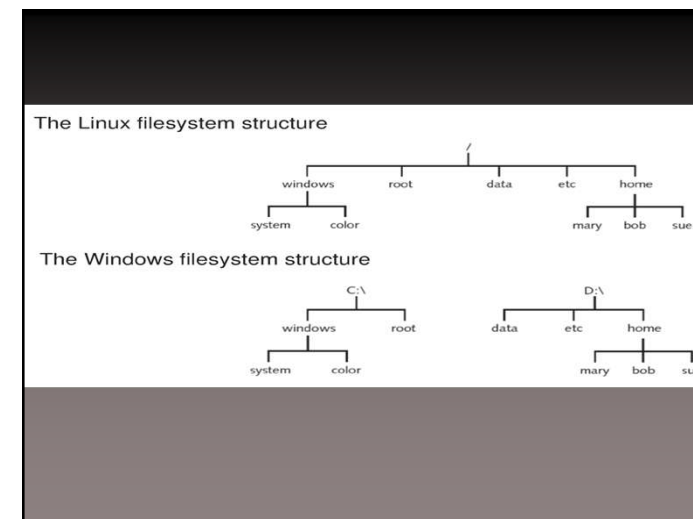 The Linux filesystem structure
/
windows root data etc home
system color mary bob sue
The Windows filesystem structure
C:\ D:\
windows root data etc home
system color mary bob su